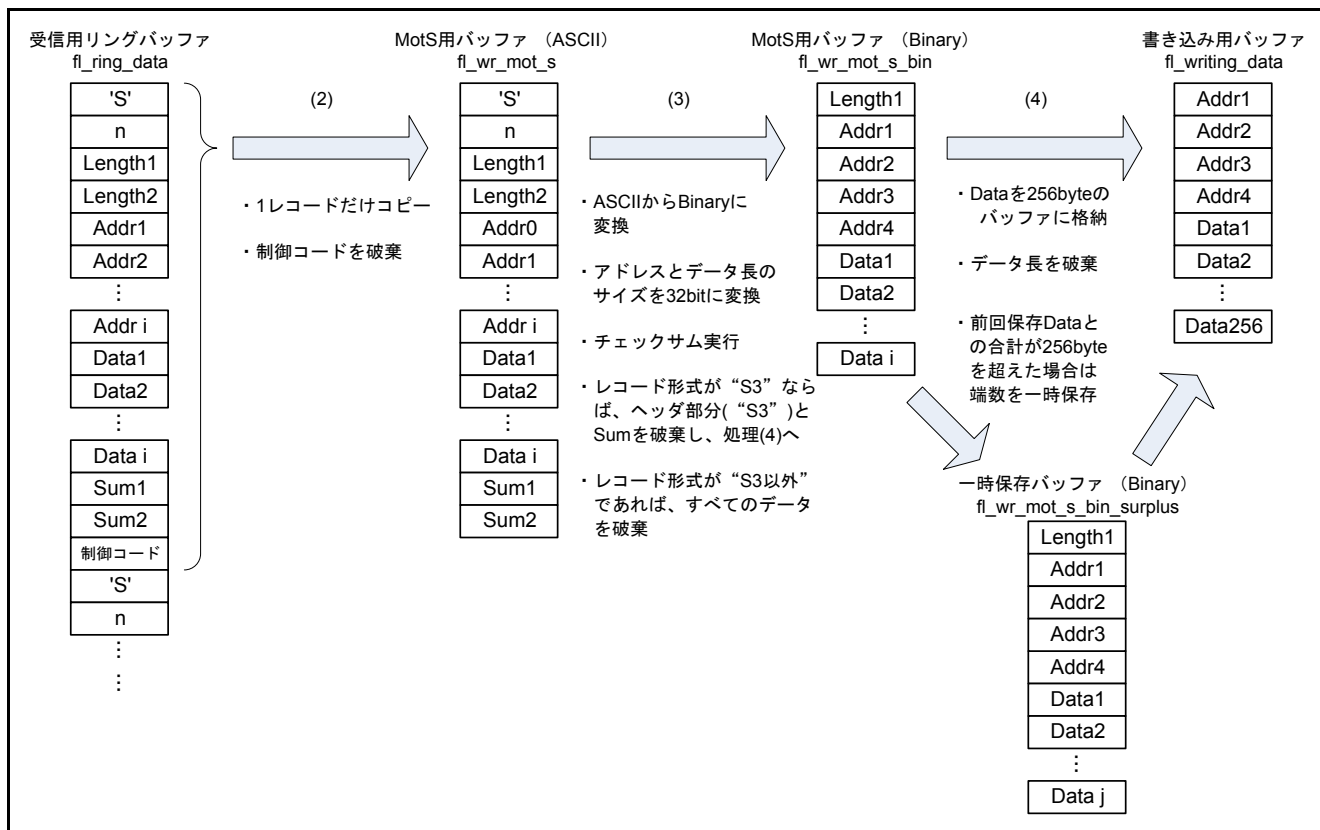 受信用リングバッファ
fl_ring_data
'S'
n
Length1
Length2
Addr1
Addr2
⋮
Addr i
Data1
Data2
⋮
Data i
Sum1
Sum2
制御コード
'S'
n
⋮
⋮
(2)
・1レコードだけコピー
・制御コードを破棄
MotS用バッファ (ASCII)
fl_wr_mot_s
'S'
n
Length1
Length2
Addr0
Addr1
⋮
Addr i
Data1
Data2
⋮
Data i
Sum1
Sum2
(3)
・ASCIIからBinaryに
変換
・アドレスとデータ長の
サイズを32bitに変換
・チェックサム実行
・レコード形式が“S3”なら
ば、ヘッダ部分(“S3”)と
Sumを破棄し、処理(4)へ
・レコード形式が“S3以外”
であれば、すべてのデータ
を破棄
MotS用バッファ (Binary)
fl_wr_mot_s_bin
Length1
Addr1
Addr2
Addr3
Addr4
Data1
Data2
⋮
Data i
(4)
・Dataを256byteの
バッファに格納
・データ長を破棄
・前回保存Dataと
の合計が256byte
を超えた場合は
端数を一時保存
書き込み用バッファ
fl_writing_data
Addr1
Addr2
Addr3
Addr4
Data1
Data2
⋮
Data256
一時保存バッファ (Binary)
fl_wr_mot_s_bin_surplus
Length1
Addr1
Addr2
Addr3
Addr4
Data1
Data2
⋮
Data j